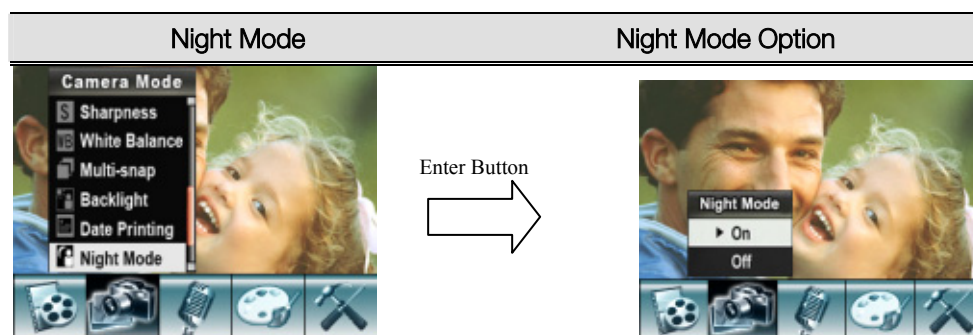 Night Mode
Night Mode Option
Camera Mode
S Sharpness
WB White Balance
Multi-snap
Backlight
Date Printing
Night Mode
Enter Button
Night Mode
On
Off